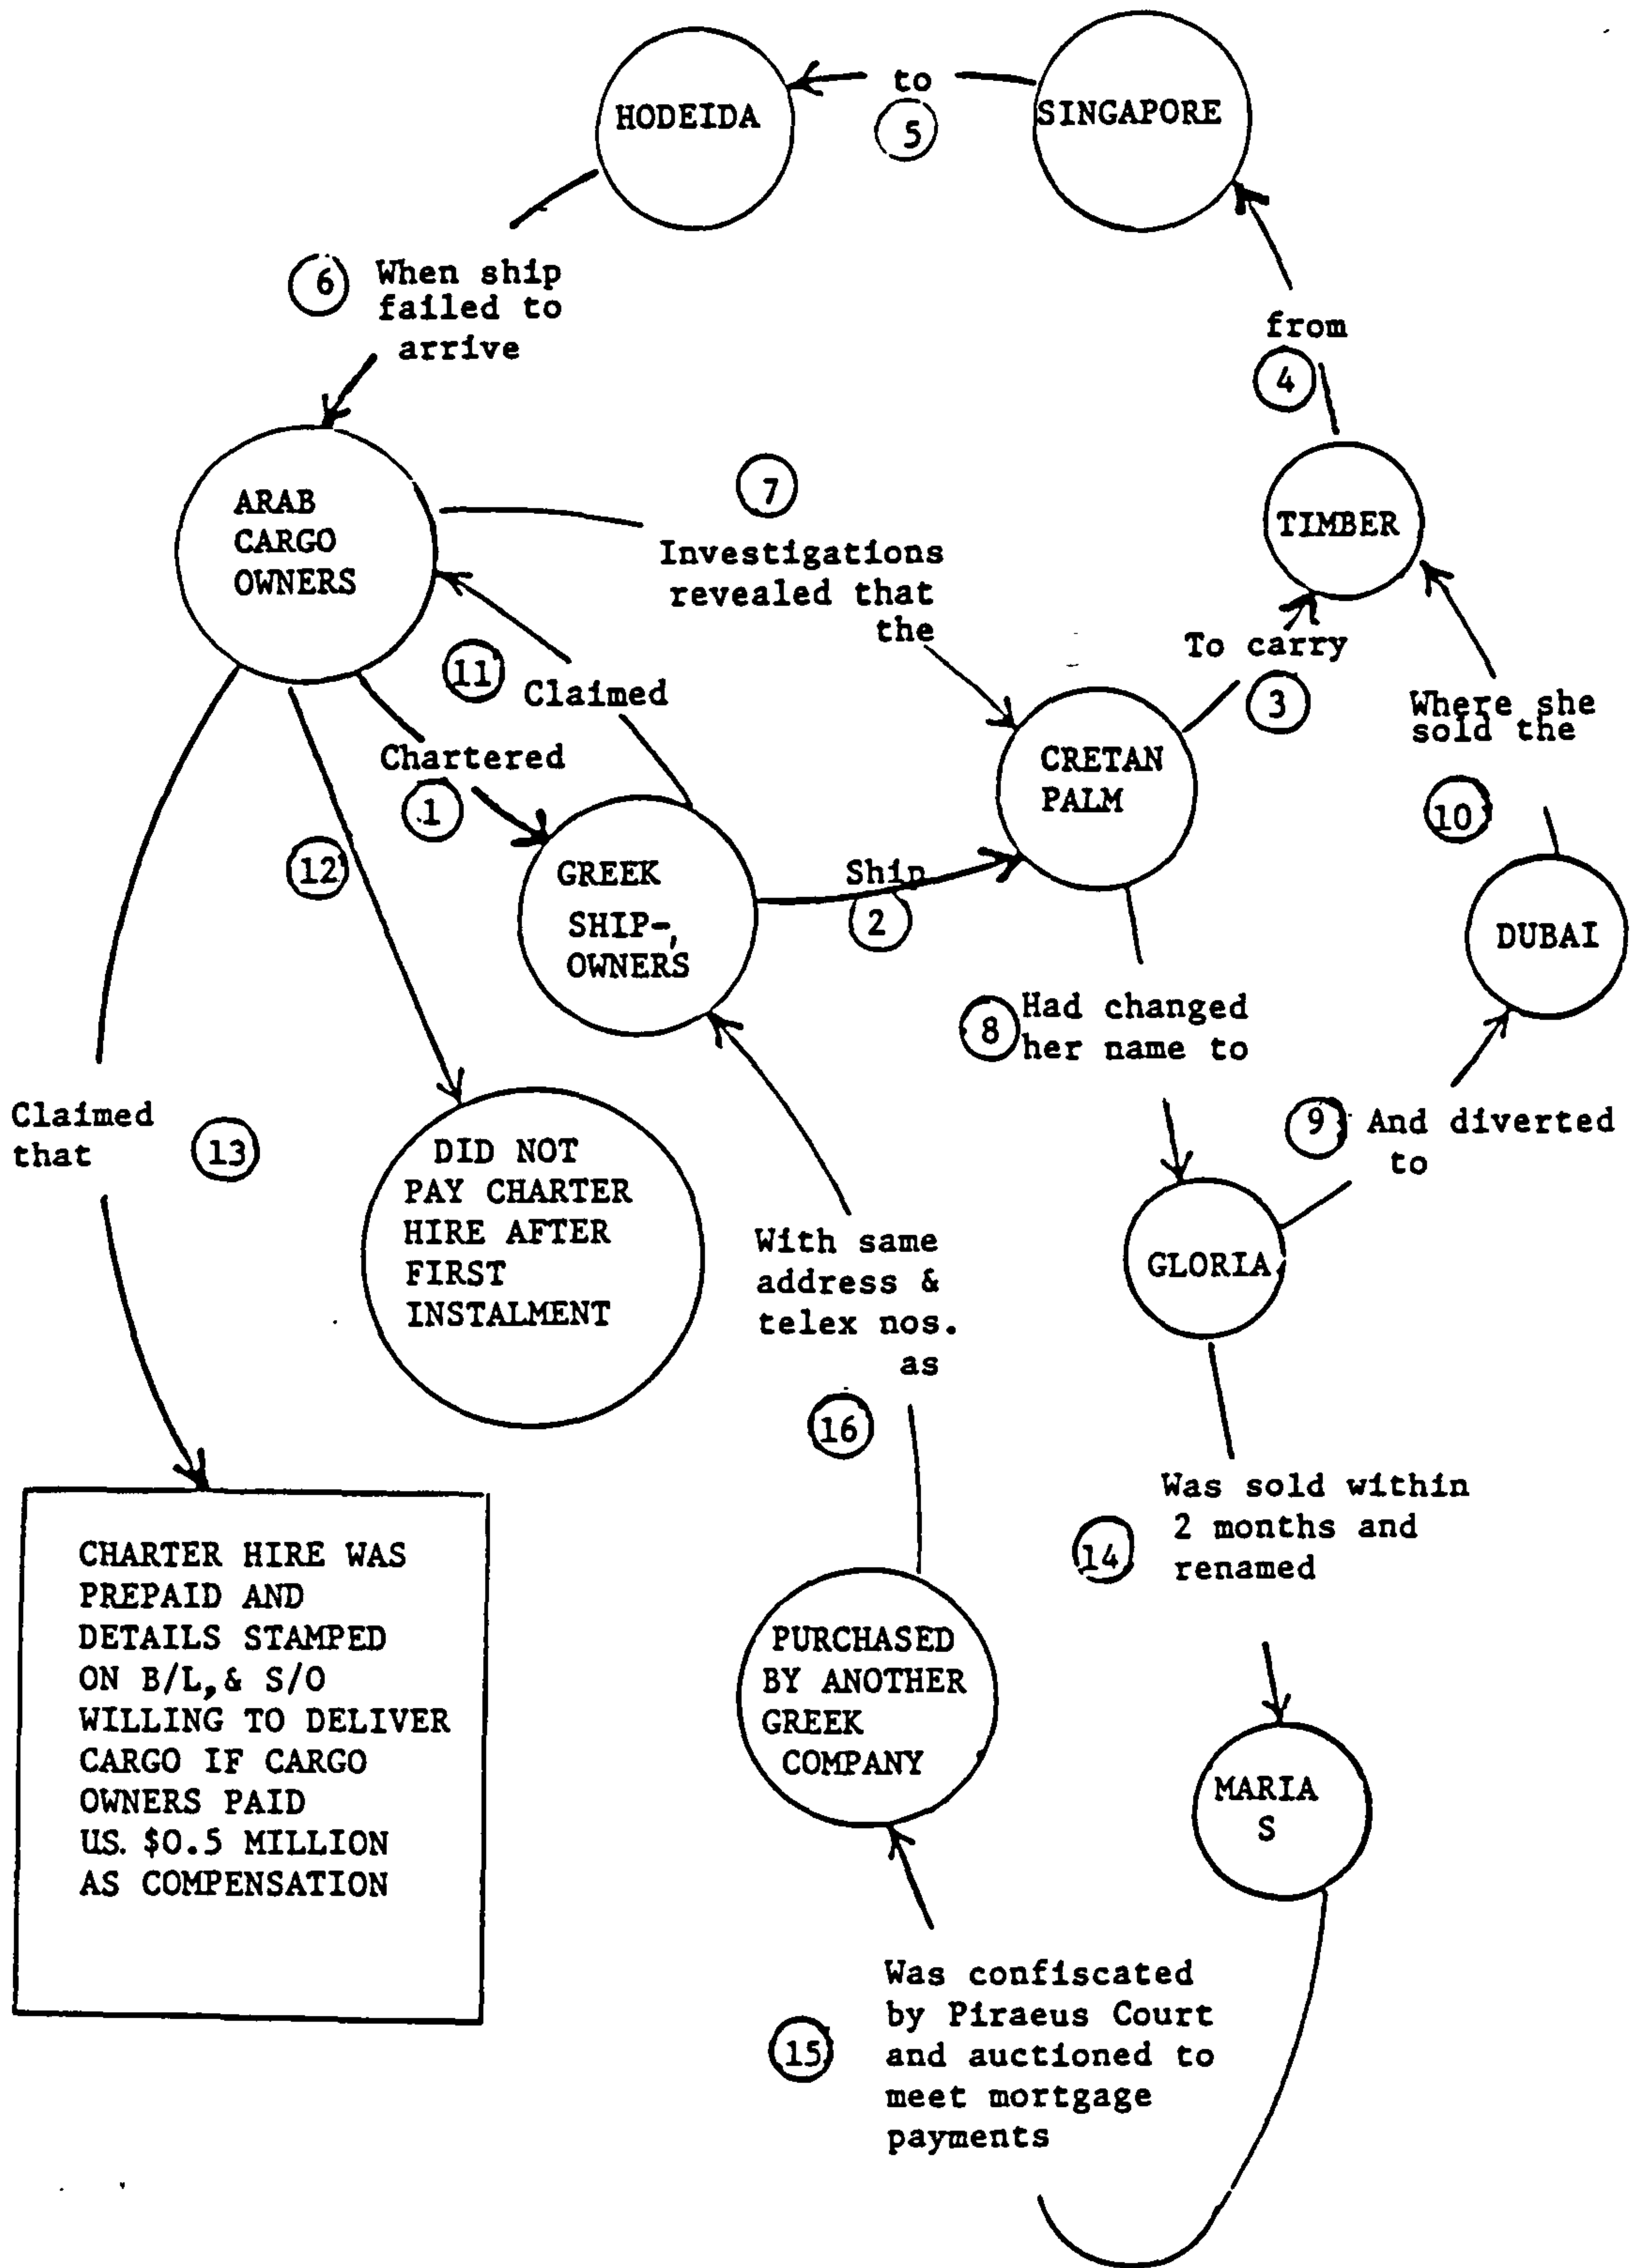 HODEIDA
to
5
SINGAPORE
6
When ship
failed to
arrive
from
4
ARAB
CARGO
OWNERS
7
Investigations
revealed that
the
TIMBER
To carry
3
11
Claimed
Where she
sold the
10
Chartered
1
CRETAN
PALM
12
GREEK
SHIP-,
OWNERS
Ship
2
DUBAI
8
Had changed
her name to
9
And diverted
to
Claimed
that
13
DID NOT
PAY CHARTER
HIRE AFTER
FIRST
INSTALMENT
With same
address &
telex nos.
as
16
GLORIA
Was sold within
2 months and
renamed
14
CHARTER HIRE WAS
PREPAID AND
DETAILS STAMPED
ON B/L,& S/O
WILLING TO DELIVER
CARGO IF CARGO
OWNERS PAID
US. $0.5 MILLION
AS COMPENSATION
PURCHASED
BY ANOTHER
GREEK
COMPANY
MARIA
S
15
Was confiscated
by Piraeus Court
and auctioned to
meet mortgage
payments